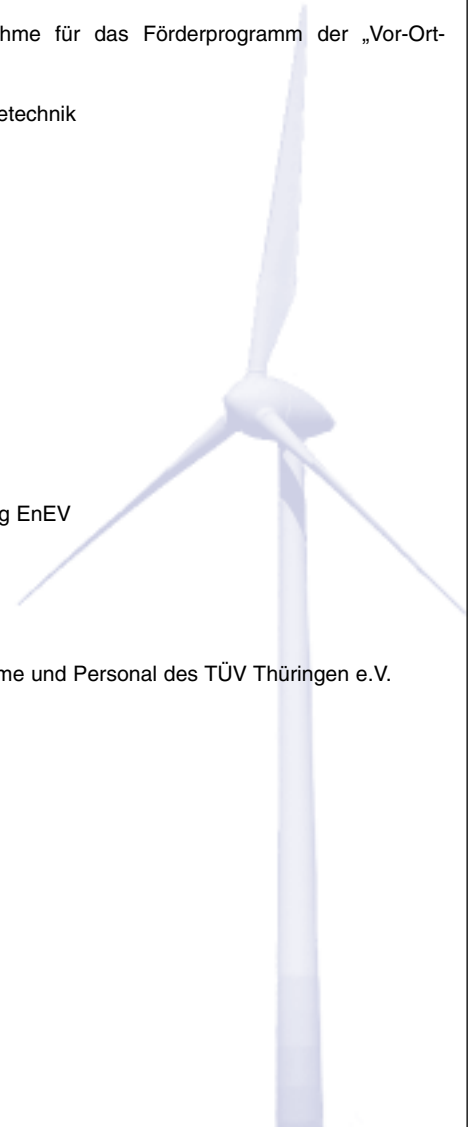 hme für das Förderprogramm der „Vor-Ort-
etechnik
g EnEV
me und Personal des TÜV Thüringen e.V.